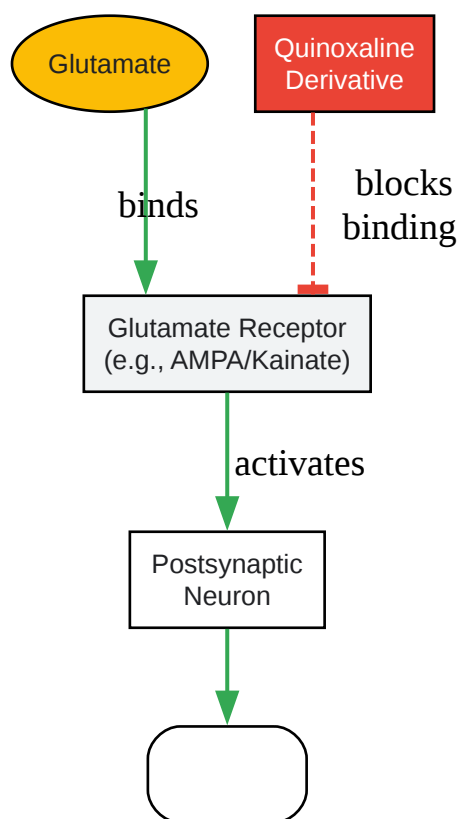 Glutamate
Quinoxaline
Derivative
binds
blocks
binding
Glutamate Receptor
(e.g., AMPA/Kainate)
activates
Postsynaptic
Neuron